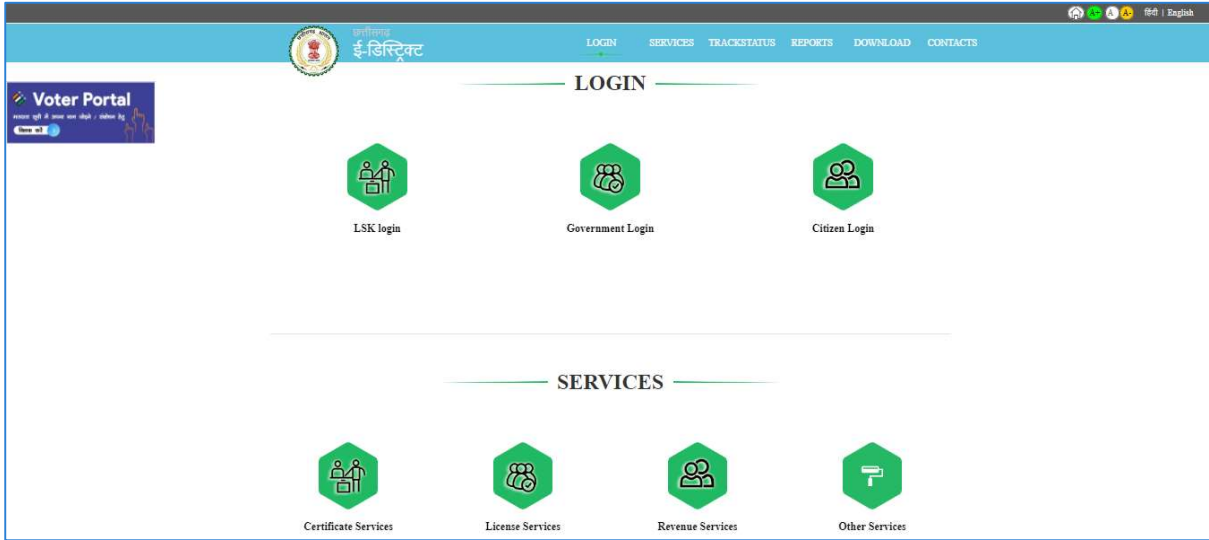 A+ A A- हिंदी | English
छत्तीसगढ़
ई-डिस्ट्रिक्ट
LOGIN SERVICES TRACKSTATUS REPORTS DOWNLOAD CONTACTS
LOGIN
Voter Portal
क्लिक करें
LSK login Government Login Citizen Login
SERVICES
Certificate Services License Services Revenue Services Other Services